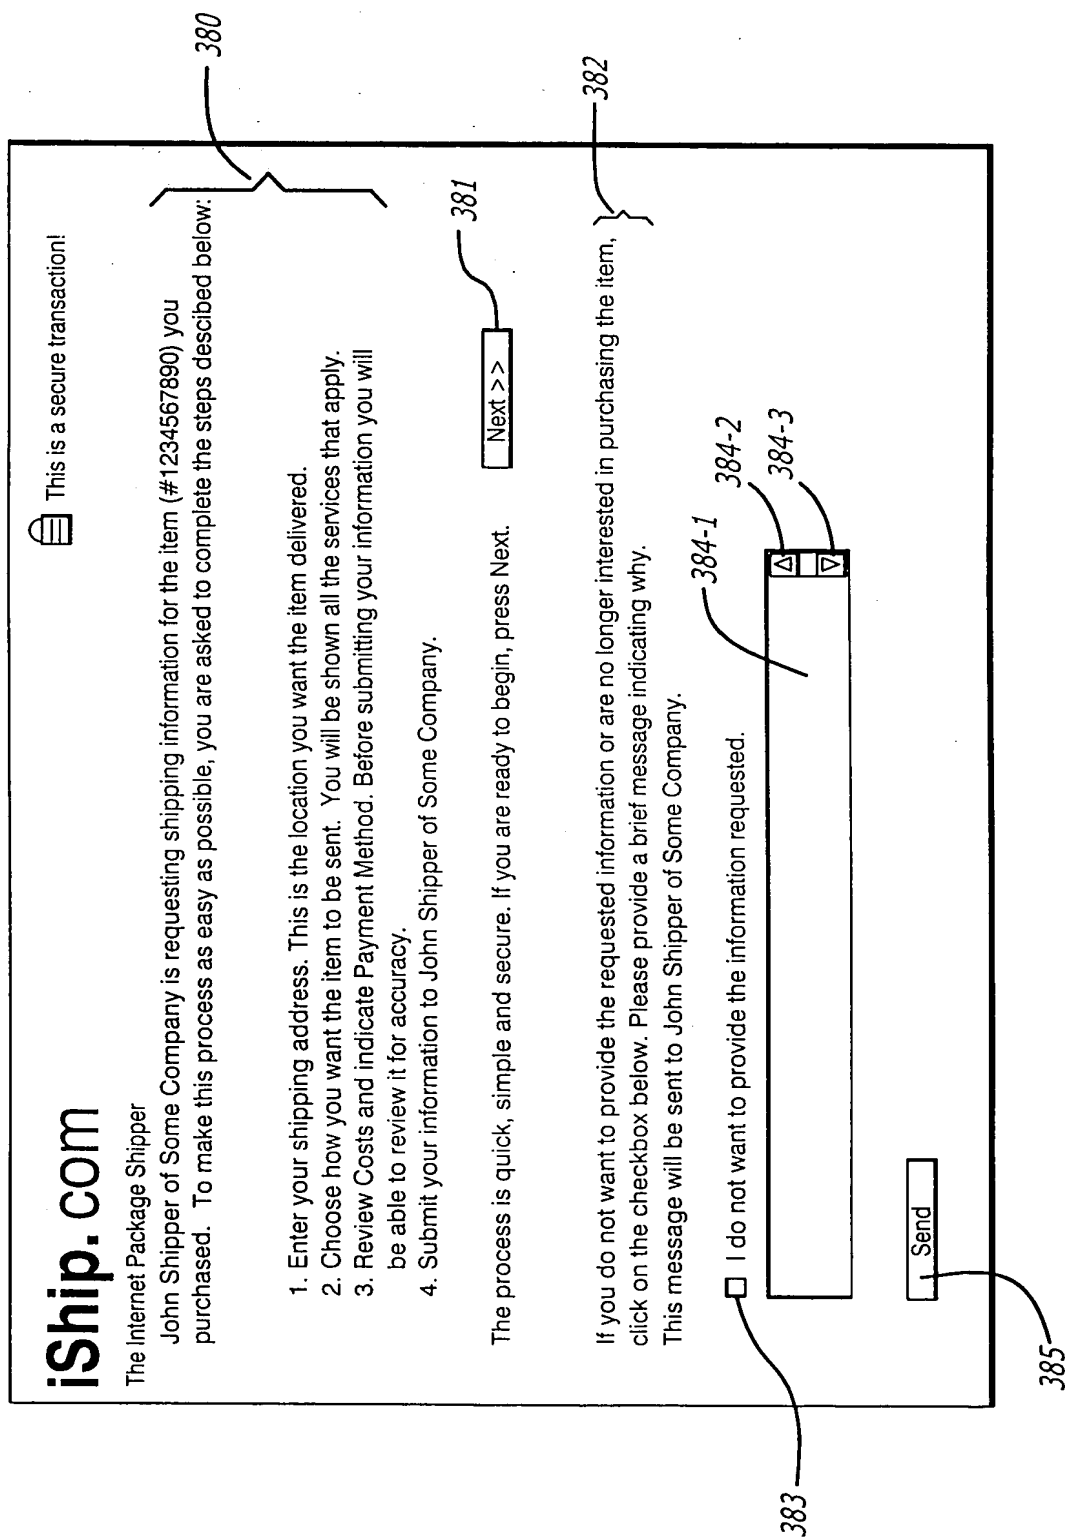 iShip.com
This is a secure transaction!
The Internet Package Shipper
John Shipper of Some Company is requesting shipping information for the item (#1234567890) you
purchased. To make this process as easy as possible, you are asked to complete the steps descibed below:
380
1. Enter your shipping address. This is the location you want the item delivered.
2. Choose how you want the item to be sent. You will be shown all the services that apply.
3. Review Costs and indicate Payment Method. Before submitting your information you will
be able to review it for accuracy.
4. Submit your information to John Shipper of Some Company.
381
The process is quick, simple and secure. If you are ready to begin, press Next.
Next >>
382
If you do not want to provide the requested information or are no longer interested in purchasing the item,
click on the checkbox below. Please provide a brief message indicating why.
This message will be sent to John Shipper of Some Company.
384-1
384-2
384-3
I do not want to provide the information requested.
383
Send
385